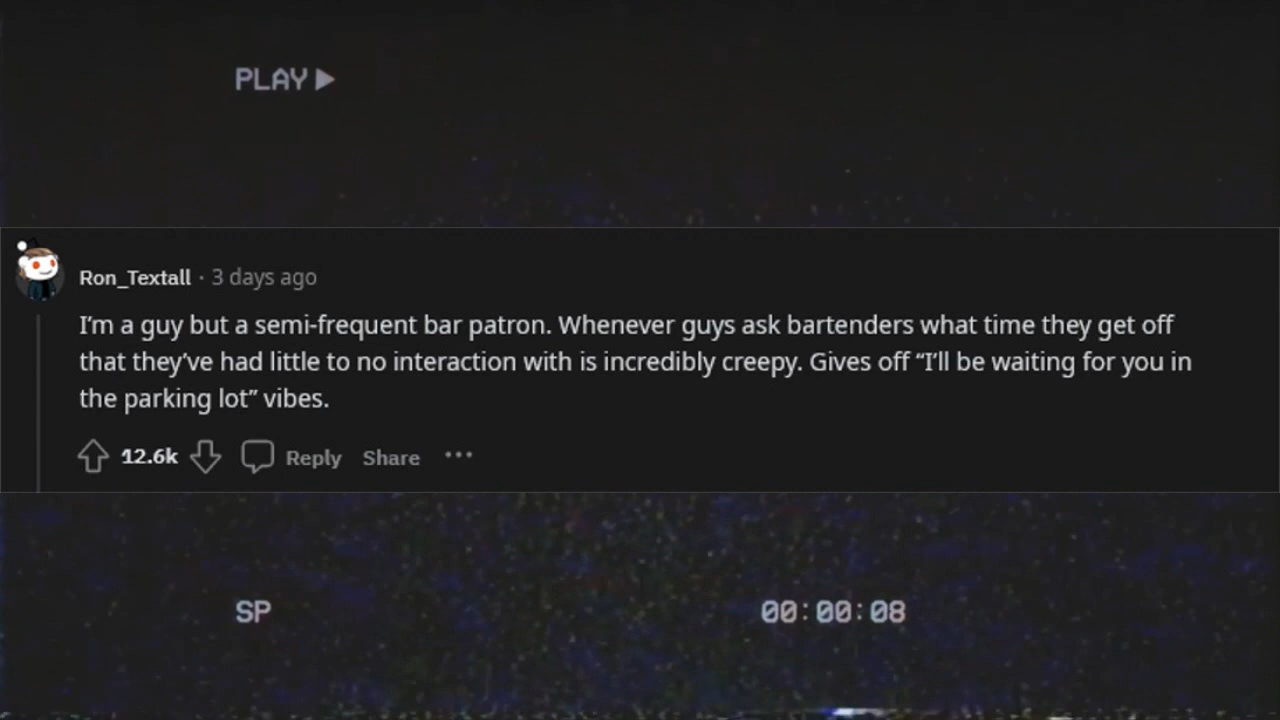 PLAY
Ron_Textall · 3 days ago
I’m a guy but a semi-frequent bar patron. Whenever guys ask bartenders what time they get off
that they’ve had little to no interaction with is incredibly creepy. Gives off “I’ll be waiting for you in
the parking lot” vibes.
12.6k Reply Share ···
SP 00:00:08